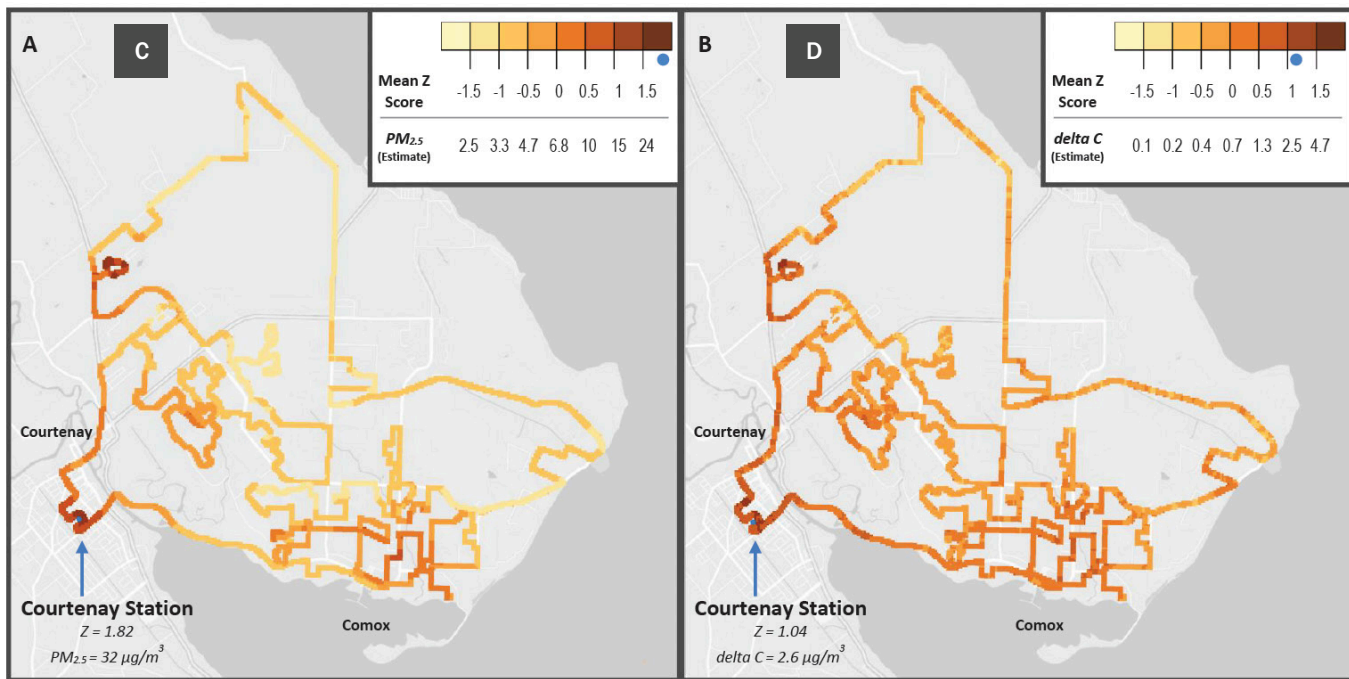 A
C
Mean Z
Score
-1.5 -1 -0.5 0 0.5 1 1.5
PM2.5
(Estimate)
2.5 3.3 4.7 6.8 10 15 24
Courtenay
Courtenay Station
Z = 1.82
PM2.5 = 32 µg/m³
Comox
B
D
Mean Z
Score
-1.5 -1 -0.5 0 0.5 1 1.5
delta C
(Estimate)
0.1 0.2 0.4 0.7 1.3 2.5 4.7
Courtenay
Courtenay Station
Z = 1.04
delta C = 2.6 µg/m³
Comox